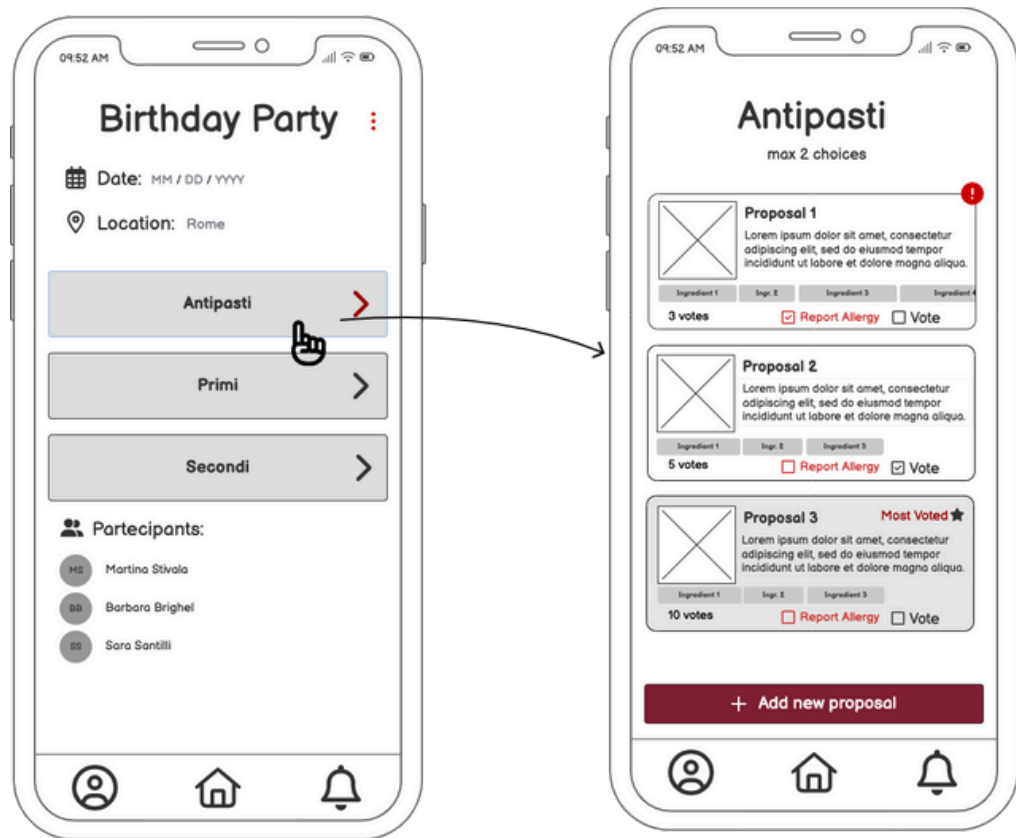 09:52 AM
Birthday Party
Date: MM / DD / YYYY
Location: Rome
Antipasti
Primi
Secondi
Partecipants:
MS Martina Stivala
BB Barbara Brighel
SS Sara Santilli
09:52 AM
Antipasti
max 2 choices
!
Proposal 1
Lorem ipsum dolor sit amet, consectetur
adipiscing elit, sed do eiusmod tempor
incididunt ut labore et dolore magna aliqua.
Ingredient 1 Ingr. 2 Ingredient 3 Ingredient 4
3 votes Report Allergy Vote
Proposal 2
Lorem ipsum dolor sit amet, consectetur
adipiscing elit, sed do eiusmod tempor
incididunt ut labore et dolore magna aliqua.
Ingredient 1 Ingr. 2 Ingredient 3
5 votes Report Allergy Vote
Proposal 3 Most Voted
Lorem ipsum dolor sit amet, consectetur
adipiscing elit, sed do eiusmod tempor
incididunt ut labore et dolore magna aliqua.
Ingredient 1 Ingr. 2 Ingredient 3
10 votes Report Allergy Vote
+ Add new proposal